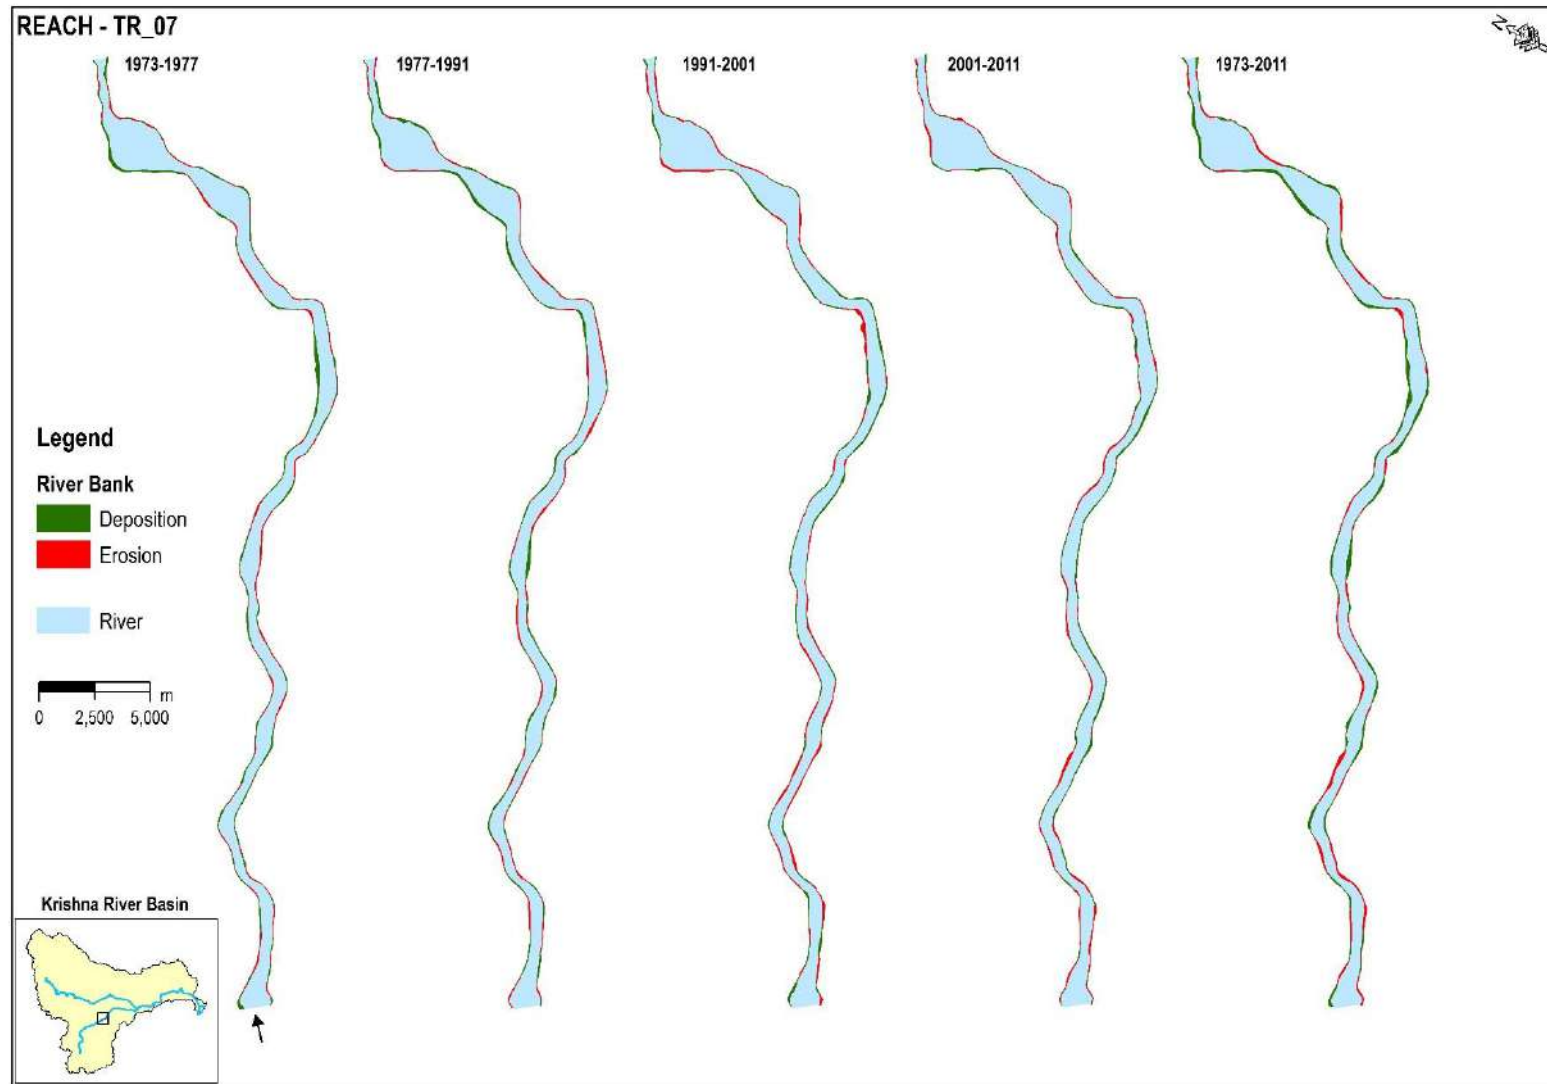 REACH - TR_07
1973-1977
1977-1991
1991-2001
2001-2011
1973-2011
N
Legend
River Bank
Deposition
Erosion
River
m
0 2,500 5,000
Krishna River Basin